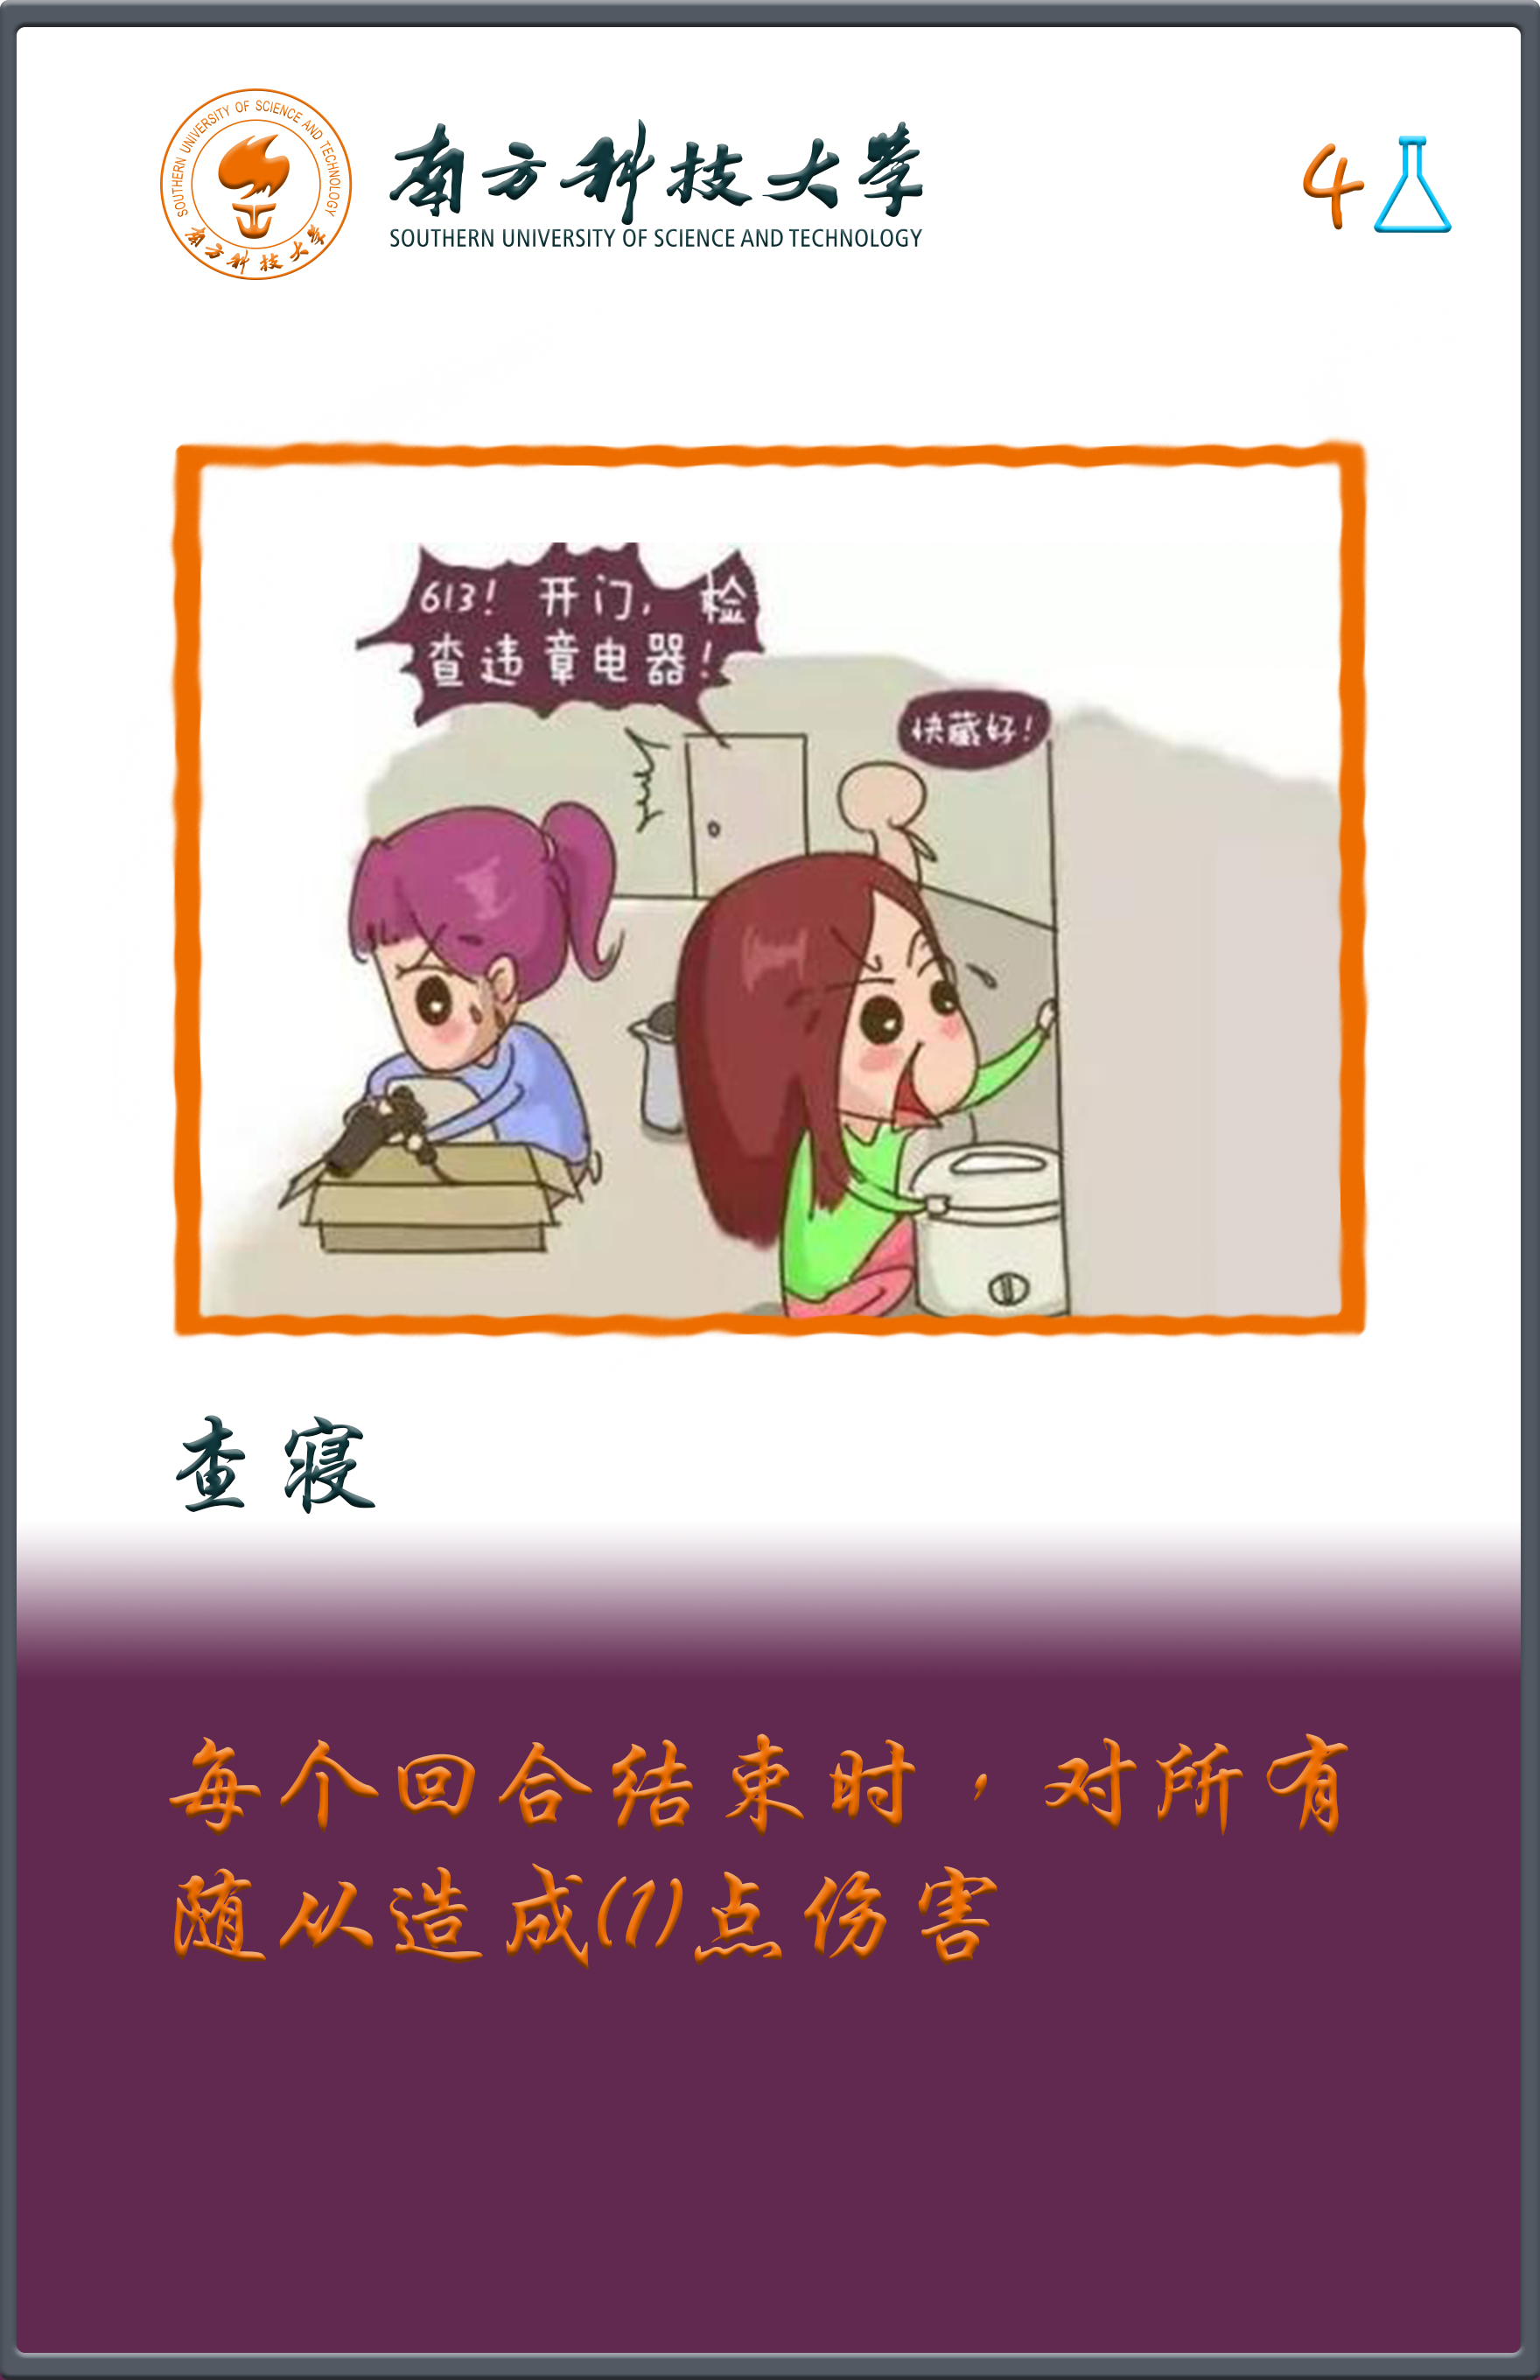 SOUTHERN UNIVERSITY OF SCIENCE AND TECHNOLOGY
南方科技大学
南方科技大学
SOUTHERN UNIVERSITY OF SCIENCE AND TECHNOLOGY
4
613! 开门, 检
查违章电器!
快藏好!
查寝
每个回合结束时，对所有
随从造成(1)点伤害